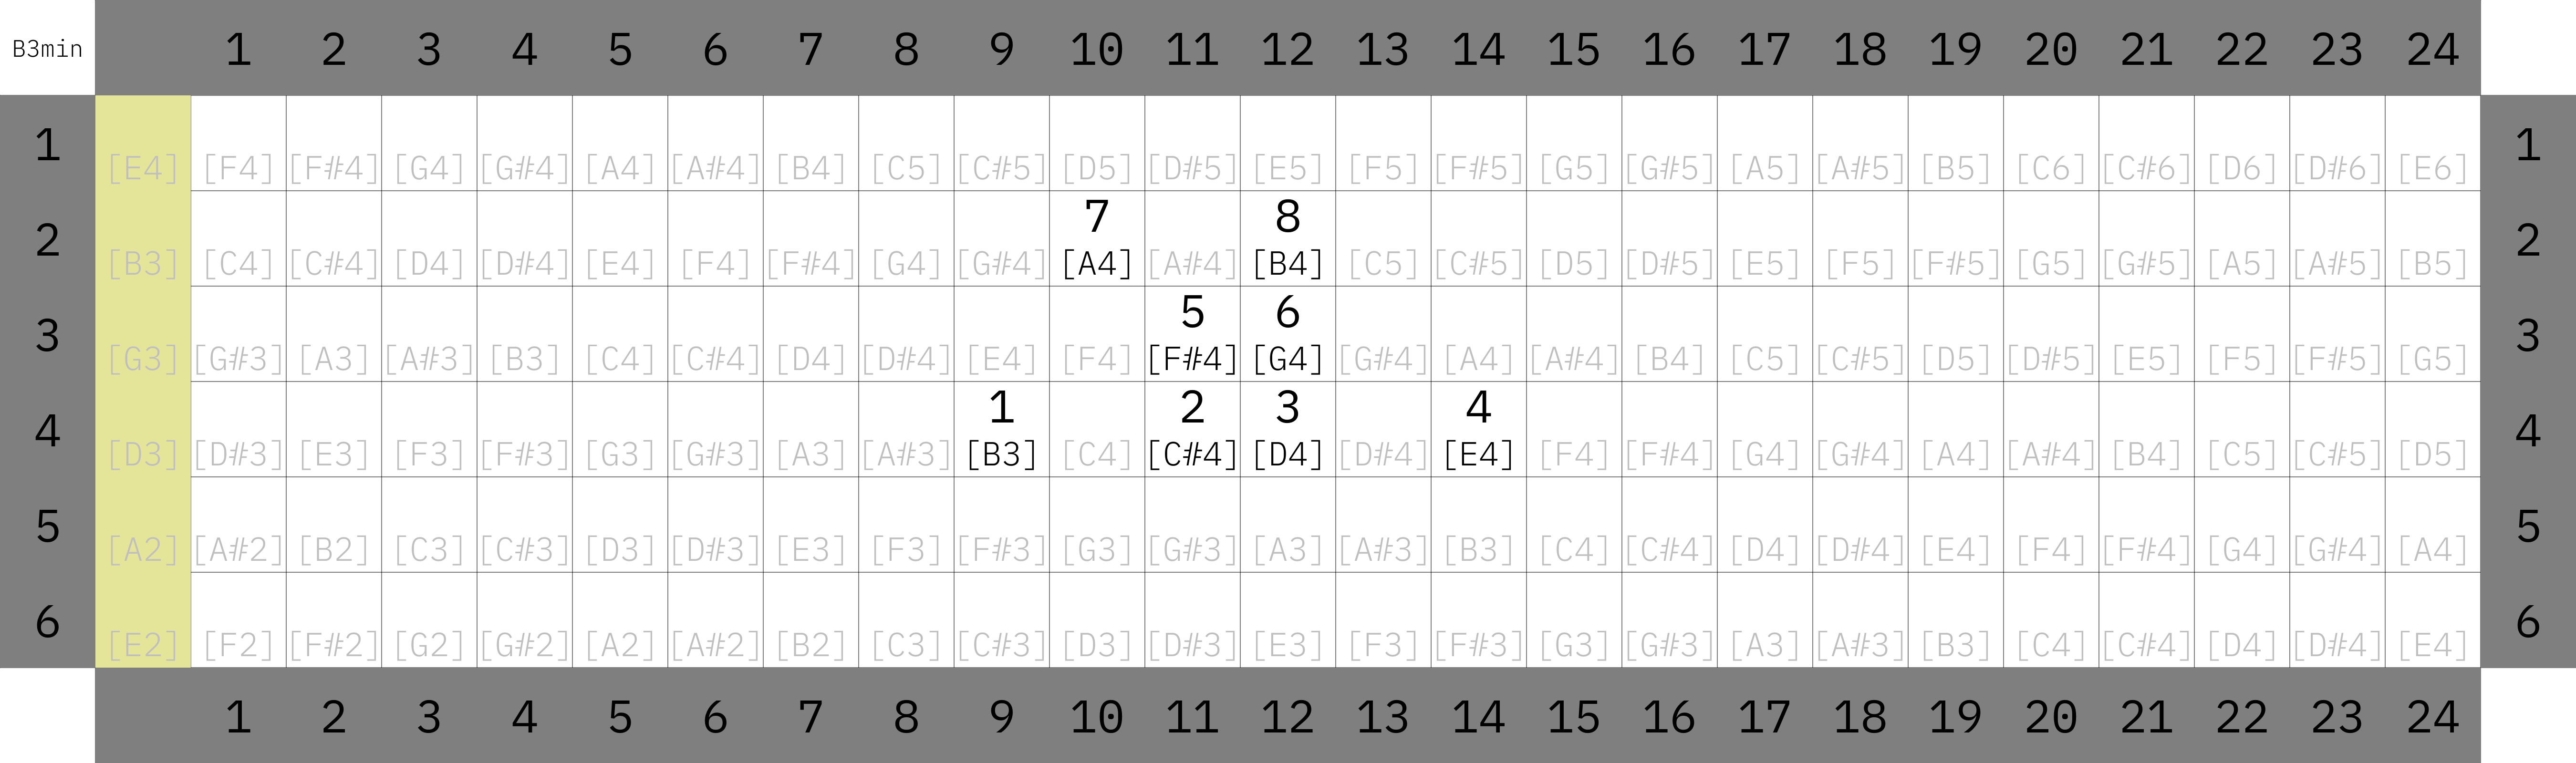 B3min 1 2 3 4 5 6 7 8 9 10 11 12 13 14 15 16 17 18 19 20 21 22 23 24
1 [E4] [F4] [F#4] [G4] [G#4] [A4] [A#4] [B4] [C5] [C#5] [D5] [D#5] [E5] [F5] [F#5] [G5] [G#5] [A5] [A#5] [B5] [C6] [C#6] [D6] [D#6] [E6] 1
7 8
2 [B3] [C4] [C#4] [D4] [D#4] [E4] [F4] [F#4] [G4] [G#4] [A4] [A#4] [B4] [C5] [C#5] [D5] [D#5] [E5] [F5] [F#5] [G5] [G#5] [A5] [A#5] [B5] 2
5 6
3 [G3] [G#3] [A3] [A#3] [B3] [C4] [C#4] [D4] [D#4] [E4] [F4] [F#4] [G4] [G#4] [A4] [A#4] [B4] [C5] [C#5] [D5] [D#5] [E5] [F5] [F#5] [G5] 3
1 2 3 4
4 [D3] [D#3] [E3] [F3] [F#3] [G3] [G#3] [A3] [A#3] [B3] [C4] [C#4] [D4] [D#4] [E4] [F4] [F#4] [G4] [G#4] [A4] [A#4] [B4] [C5] [C#5] [D5] 4
5 [A2] [A#2] [B2] [C3] [C#3] [D3] [D#3] [E3] [F3] [F#3] [G3] [G#3] [A3] [A#3] [B3] [C4] [C#4] [D4] [D#4] [E4] [F4] [F#4] [G4] [G#4] [A4] 5
6 [E2] [F2] [F#2] [G2] [G#2] [A2] [A#2] [B2] [C3] [C#3] [D3] [D#3] [E3] [F3] [F#3] [G3] [G#3] [A3] [A#3] [B3] [C4] [C#4] [D4] [D#4] [E4] 6
1 2 3 4 5 6 7 8 9 10 11 12 13 14 15 16 17 18 19 20 21 22 23 24